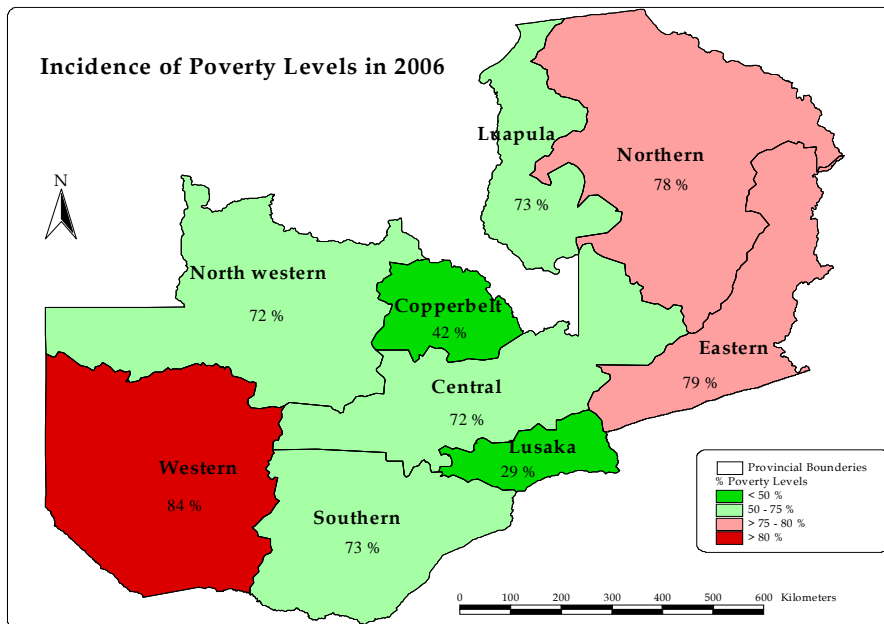 Incidence of Poverty Levels in 2006
N
Luapula
73 %
Northern
78 %
North western
72 %
Copperbelt
42 %
Eastern
79 %
Central
72 %
Lusaka
29 %
Western
84 %
Southern
73 %
Provincial Bounderies
% Poverty Levels
< 50 %
50 - 75 %
> 75 - 80 %
> 80 %
0 100 200 300 400 500 600 Kilometers